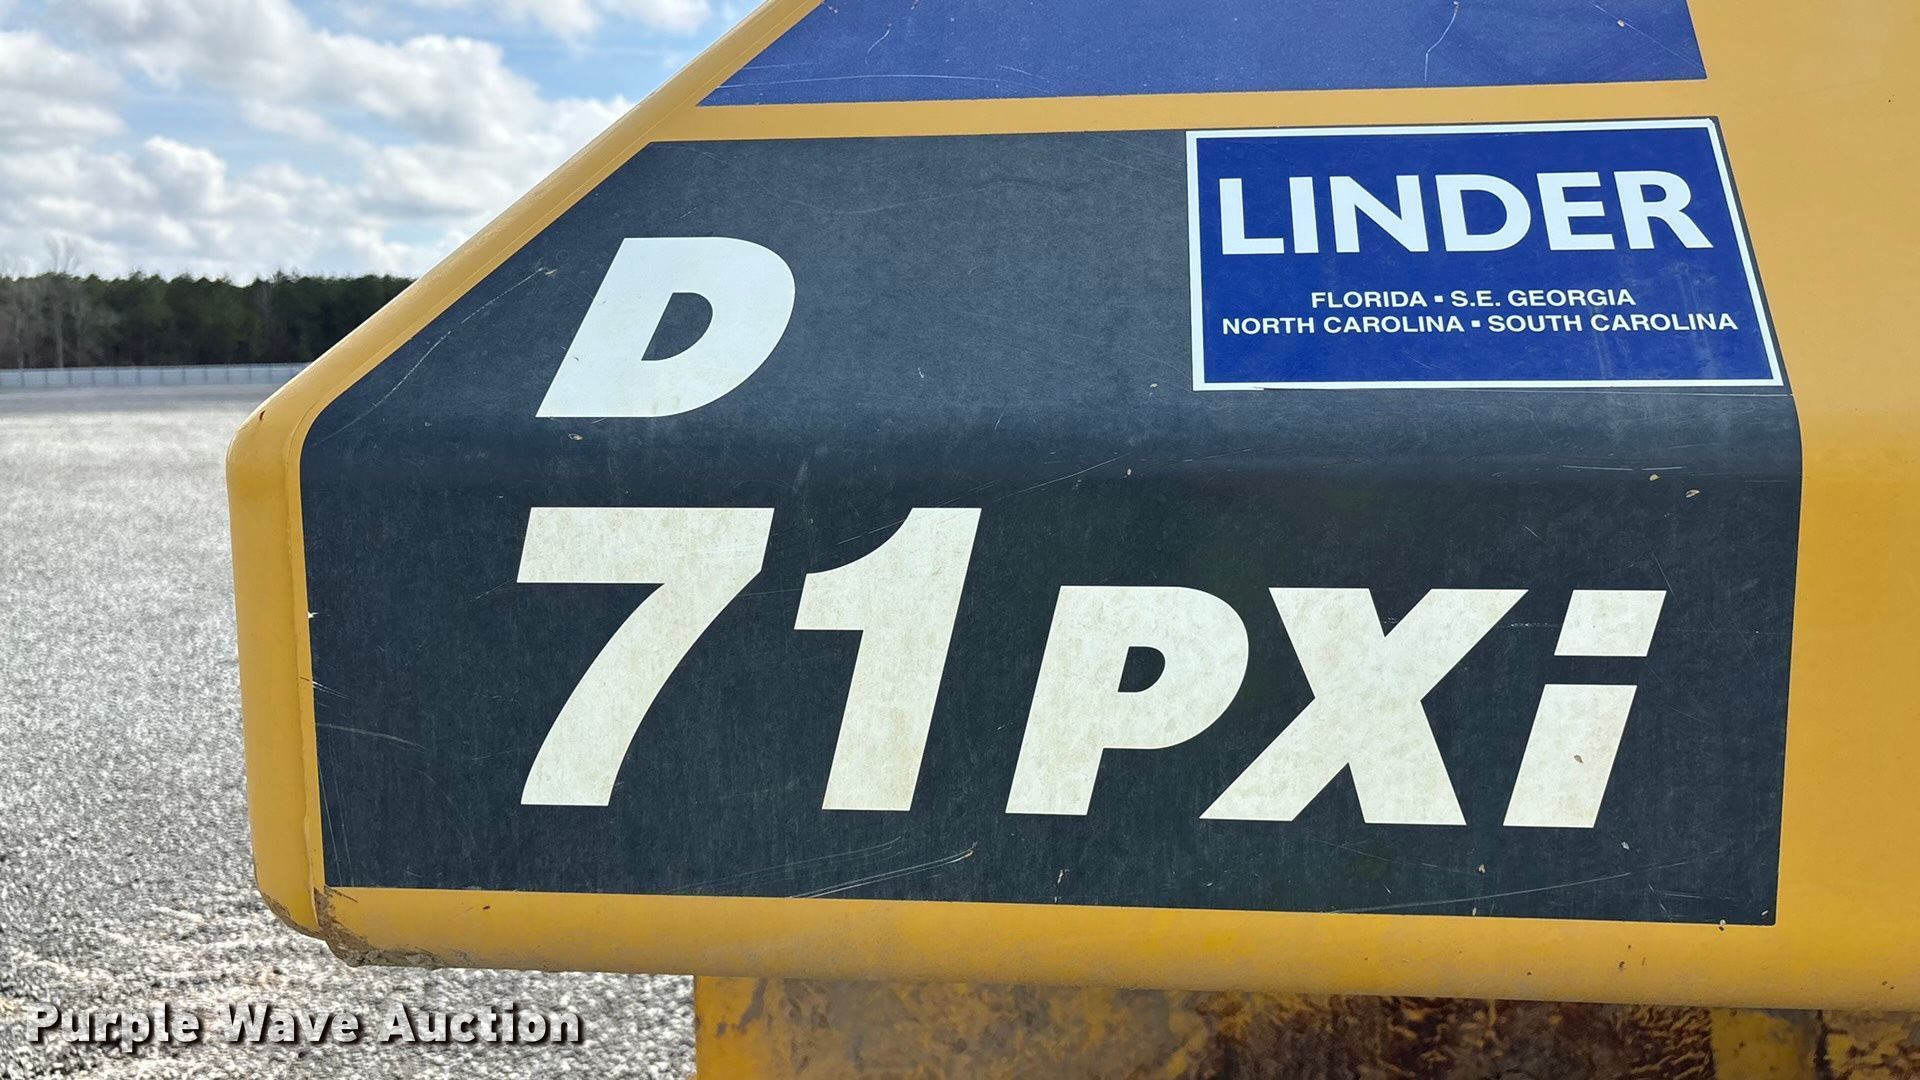 LINDER
FLORIDA ▪ S.E. GEORGIA
NORTH CAROLINA ▪ SOUTH CAROLINA
D
71PXi
Purple Wave Auction